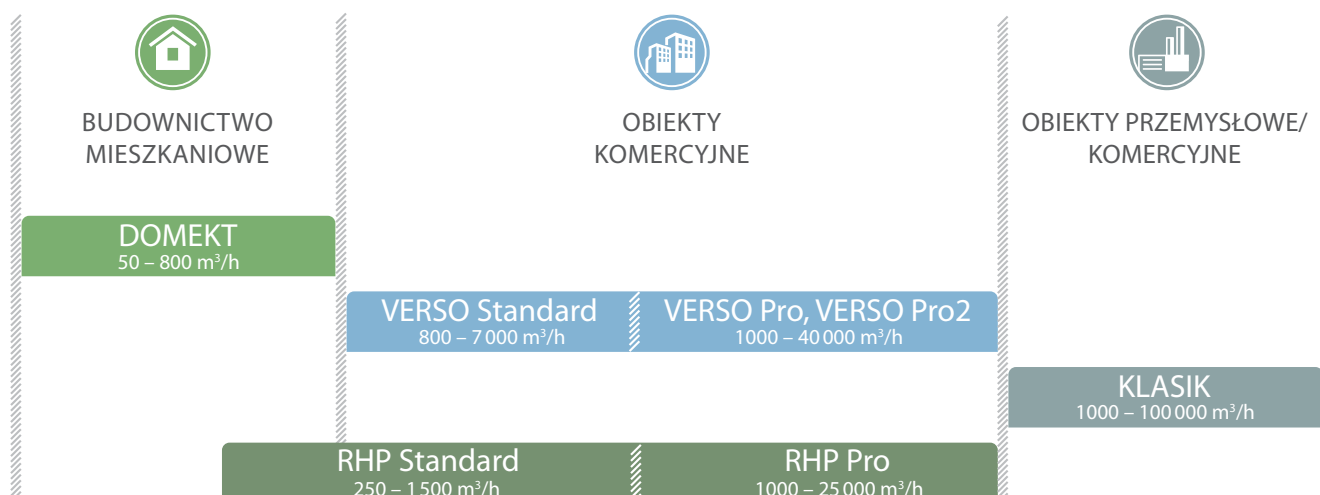 BUDOWNICTWO
MIESZKANIOWE
OBIEKTY
KOMERCYJNE
OBIEKTY PRZEMYSŁOWE/
KOMERCYJNE
DOMEKT
50 – 800 m³/h
VERSO Standard
800 – 7 000 m³/h
VERSO Pro, VERSO Pro2
1000 – 40 000 m³/h
KLASIK
1000 – 100 000 m³/h
RHP Standard
250 – 1 500 m³/h
RHP Pro
1000 – 25 000 m³/h